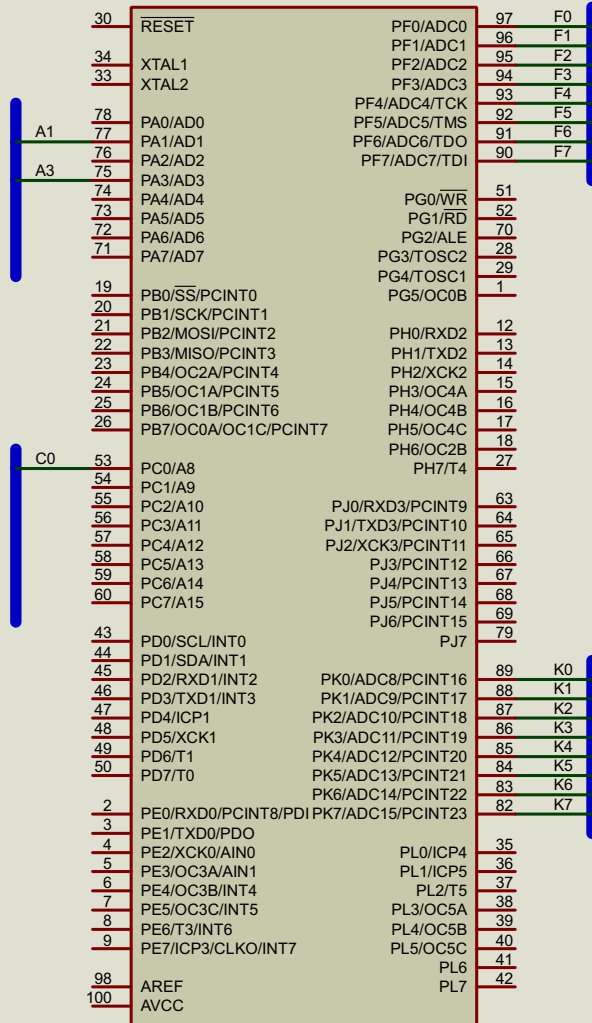 30 RESET PF0/ADC0 97 F0
PF1/ADC1 96 F1
34 XTAL1 PF2/ADC2 95 F2
33 XTAL2 PF3/ADC3 94 F3
PF4/ADC4/TCK 93 F4
78 PA0/AD0 PF5/ADC5/TMS 92 F5
A1 77 PA1/AD1 PF6/ADC6/TDO 91 F6
76 PA2/AD2 PF7/ADC7/TDI 90 F7
A3 75 PA3/AD3
74 PA4/AD4 PG0/WR 51
73 PA5/AD5 PG1/RD 52
72 PA6/AD6 PG2/ALE 70
71 PA7/AD7 PG3/TOSC2 28
PG4/TOSC1 29
19 PB0/SS/PCINT0 PG5/OC0B 1
20 PB1/SCK/PCINT1
21 PB2/MOSI/PCINT2 PH0/RXD2 12
22 PB3/MISO/PCINT3 PH1/TXD2 13
23 PB4/OC2A/PCINT4 PH2/XCK2 14
24 PB5/OC1A/PCINT5 PH3/OC4A 15
25 PB6/OC1B/PCINT6 PH4/OC4B 16
26 PB7/OC0A/OC1C/PCINT7 PH5/OC4C 17
PH6/OC2B 18
C0 53 PC0/A8 PH7/T4 27
54 PC1/A9
55 PC2/A10 PJ0/RXD3/PCINT9 63
56 PC3/A11 PJ1/TXD3/PCINT10 64
57 PC4/A12 PJ2/XCK3/PCINT11 65
58 PC5/A13 PJ3/PCINT12 66
59 PC6/A14 PJ4/PCINT13 67
60 PC7/A15 PJ5/PCINT14 68
PJ6/PCINT15 69
43 PD0/SCL/INT0 PJ7 79
44 PD1/SDA/INT1
45 PD2/RXD1/INT2 PK0/ADC8/PCINT16 89 K0
46 PD3/TXD1/INT3 PK1/ADC9/PCINT17 88 K1
47 PD4/ICP1 PK2/ADC10/PCINT18 87 K2
48 PD5/XCK1 PK3/ADC11/PCINT19 86 K3
49 PD6/T1 PK4/ADC12/PCINT20 85 K4
50 PD7/T0 PK5/ADC13/PCINT21 84 K5
PK6/ADC14/PCINT22 83 K6
2 PE0/RXD0/PCINT8/PDI PK7/ADC15/PCINT23 82 K7
3 PE1/TXD0/PDO
4 PE2/XCK0/AIN0 PL0/ICP4 35
5 PE3/OC3A/AIN1 PL1/ICP5 36
6 PE4/OC3B/INT4 PL2/T5 37
7 PE5/OC3C/INT5 PL3/OC5A 38
8 PE6/T3/INT6 PL4/OC5B 39
9 PE7/ICP3/CLKO/INT7 PL5/OC5C 40
PL6 41
98 AREF PL7 42
100 AVCC